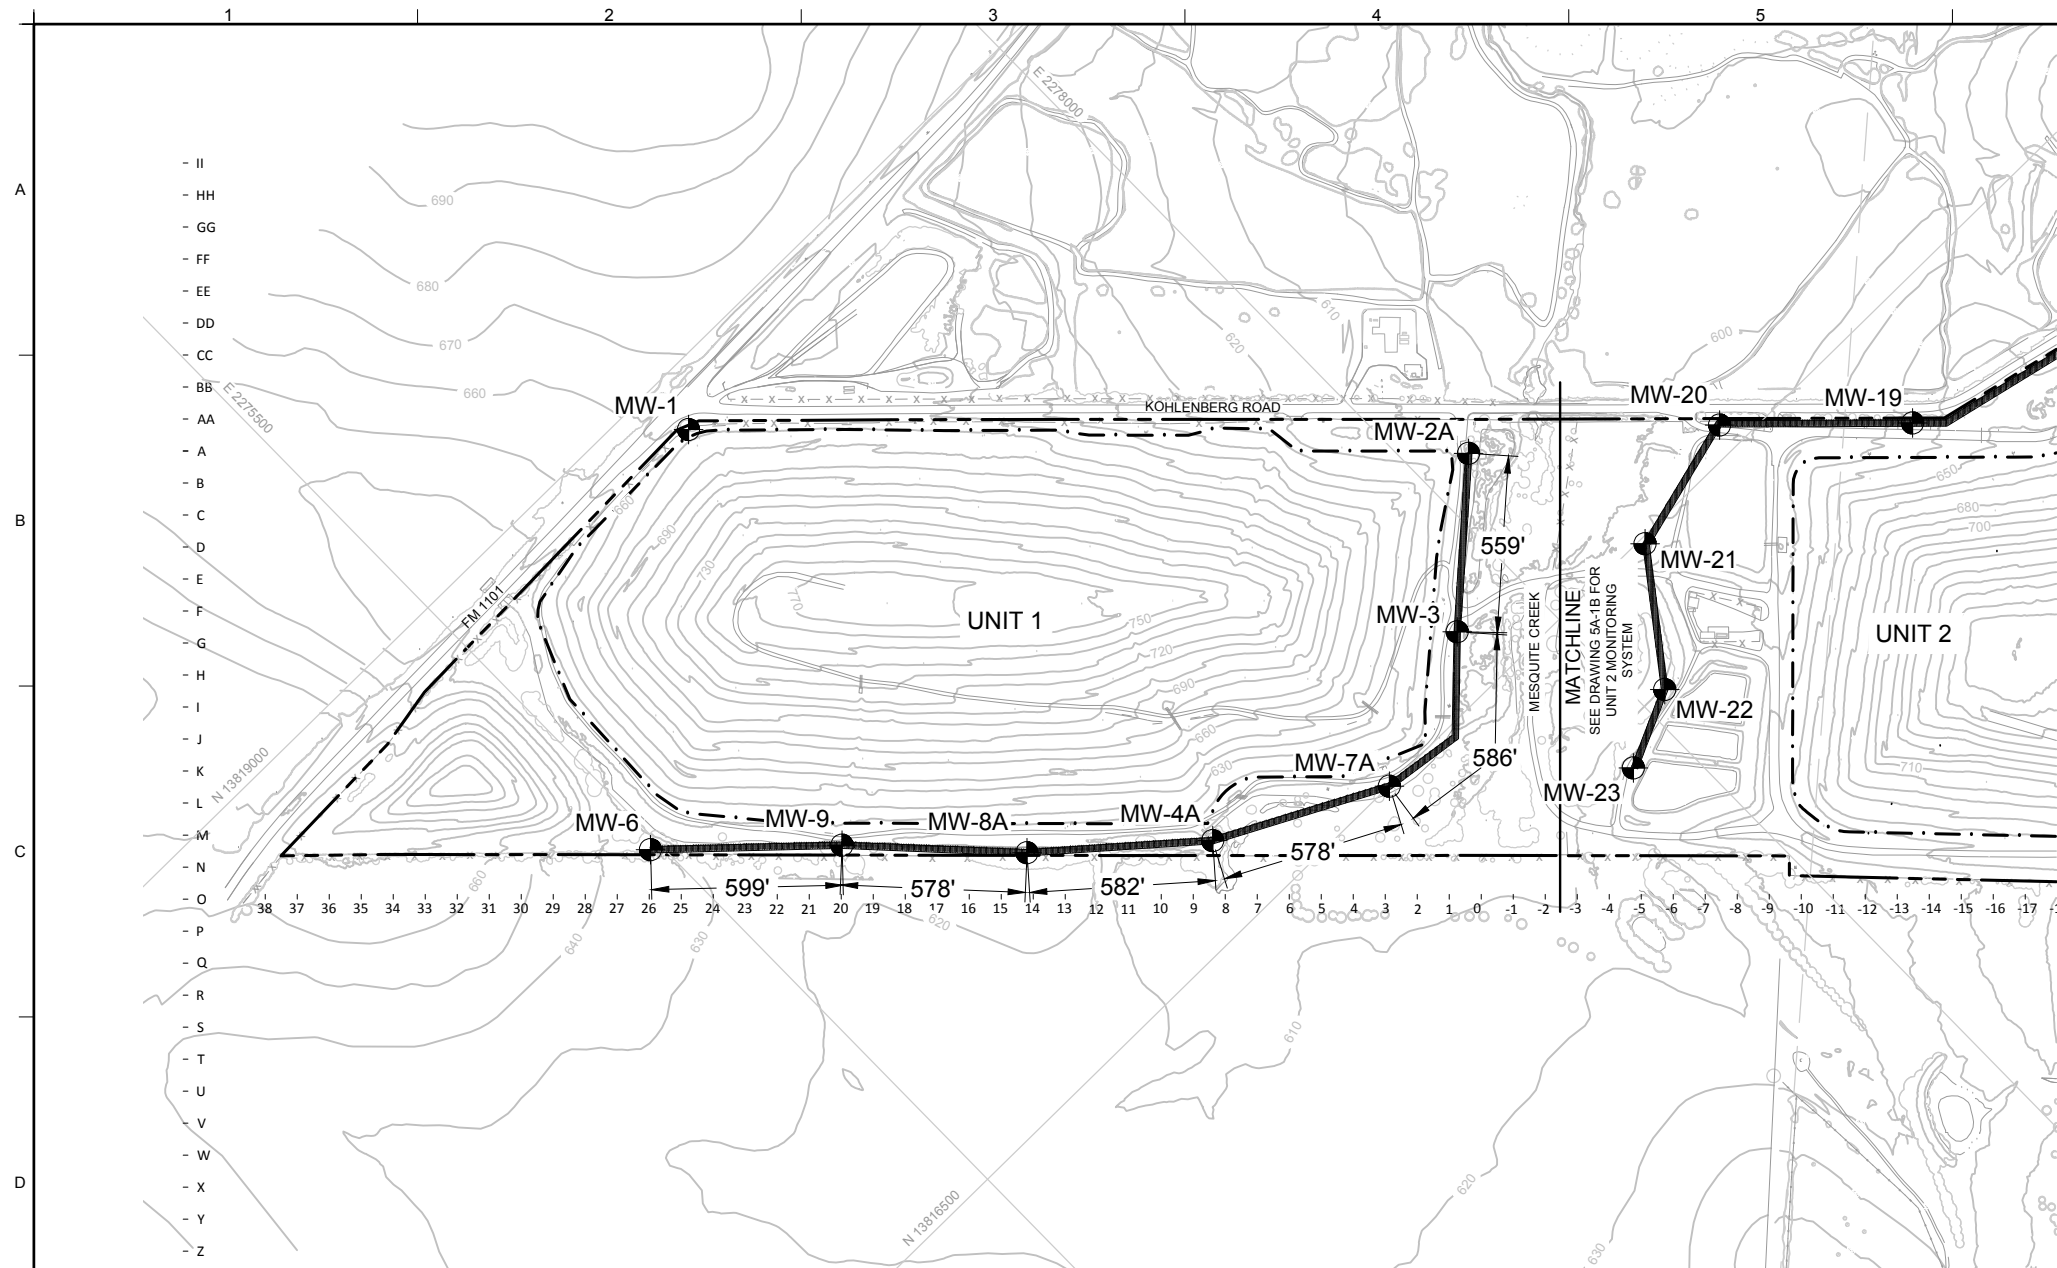 1 2 3 4 5
A
B
C
D
II
HH
GG
FF
EE
DD
CC
BB
AA
A
B
C
D
E
F
G
H
I
J
K
L
M
N
O
P
Q
R
S
T
U
V
W
X
Y
Z
E 2278000
690
680
670
660
610
620
600
E 2275500
MW-1
KOHLENBERG ROAD
MW-2A
MW-20
MW-19
660
690
730
770
UNIT 1
750
720
690
660
630
559'
MW-3
586'
MESQUITE CREEK
MATCHLINE
SEE DRAWING 5A-1B FOR
UNIT 2 MONITORING
SYSTEM
MW-21
MW-22
MW-23
650
680
700
UNIT 2
710
FM 1101
N 13819000
MW-7A
MW-6
MW-9
MW-8A
MW-4A
599'
578'
582'
578'
38 37 36 35 34 33 32 31 30 29 28 27 26 25 24 23 22 21 20 19 18 17 16 15 14 13 12 11 10 9 8 7 6 5 4 3 2 1 0 -1 -2 -3 -4 -5 -6 -7 -8 -9 -10 -11 -12 -13 -14 -15 -16 -17
660
640
630
620
610
620
630
N 13816500